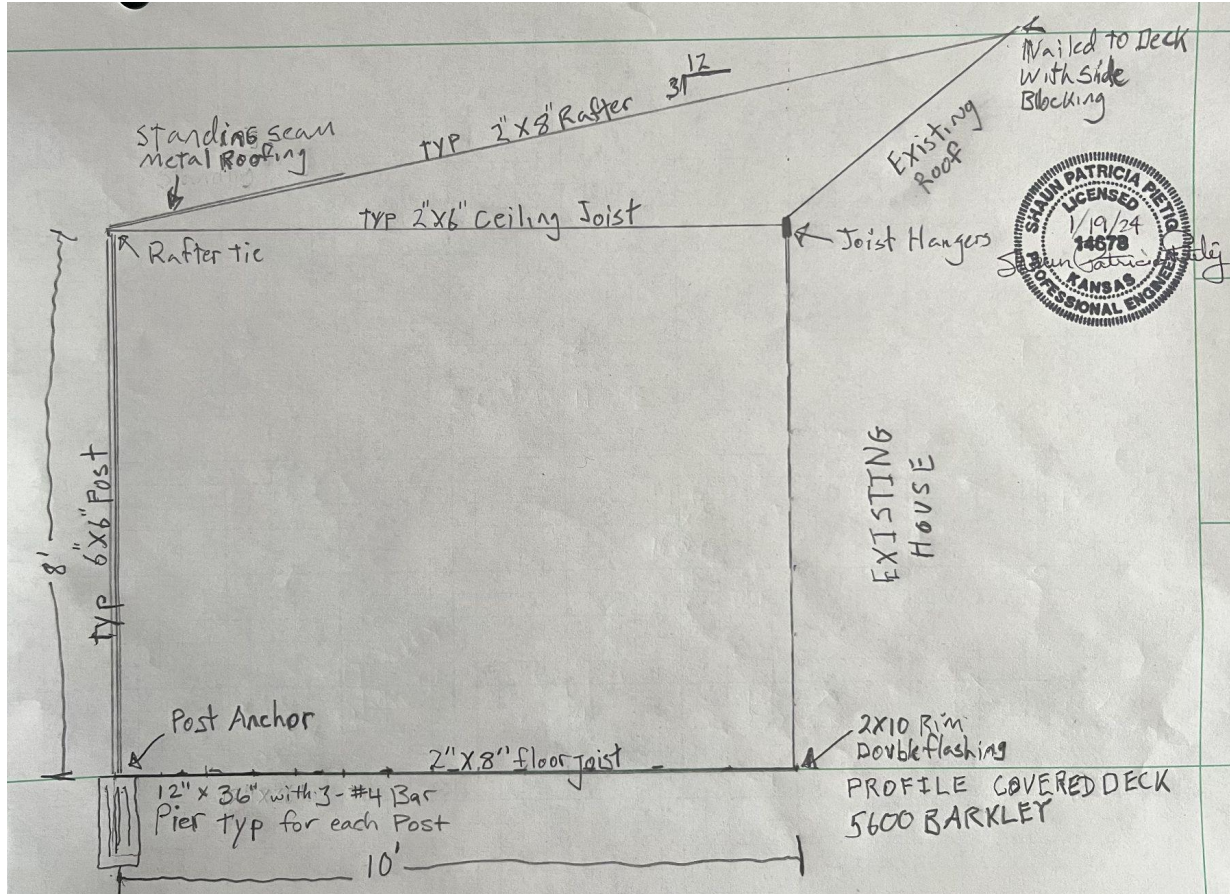 Nailed to Deck
with side
Blocking
12
3
TYP 2"X8" Rafter
Standing seam
Metal Roofing
Existing
Roof
TYP 2"x6" Ceiling Joist
Rafter Tie
Joist Hangers
SHAUN PATRICIA PIETIG
LICENSED
1/19/24
14678
KANSAS
PROFESSIONAL ENGINEER
8'
TYP 6"X6" Post
EXISTING
HOUSE
Post Anchor
2"X8" floor joist
2X10 Rim
Double flashing
12" x 36" with 3-#4 Bar
Pier Typ for each Post
PROFILE COVERED DECK
5600 BARKLEY
10'